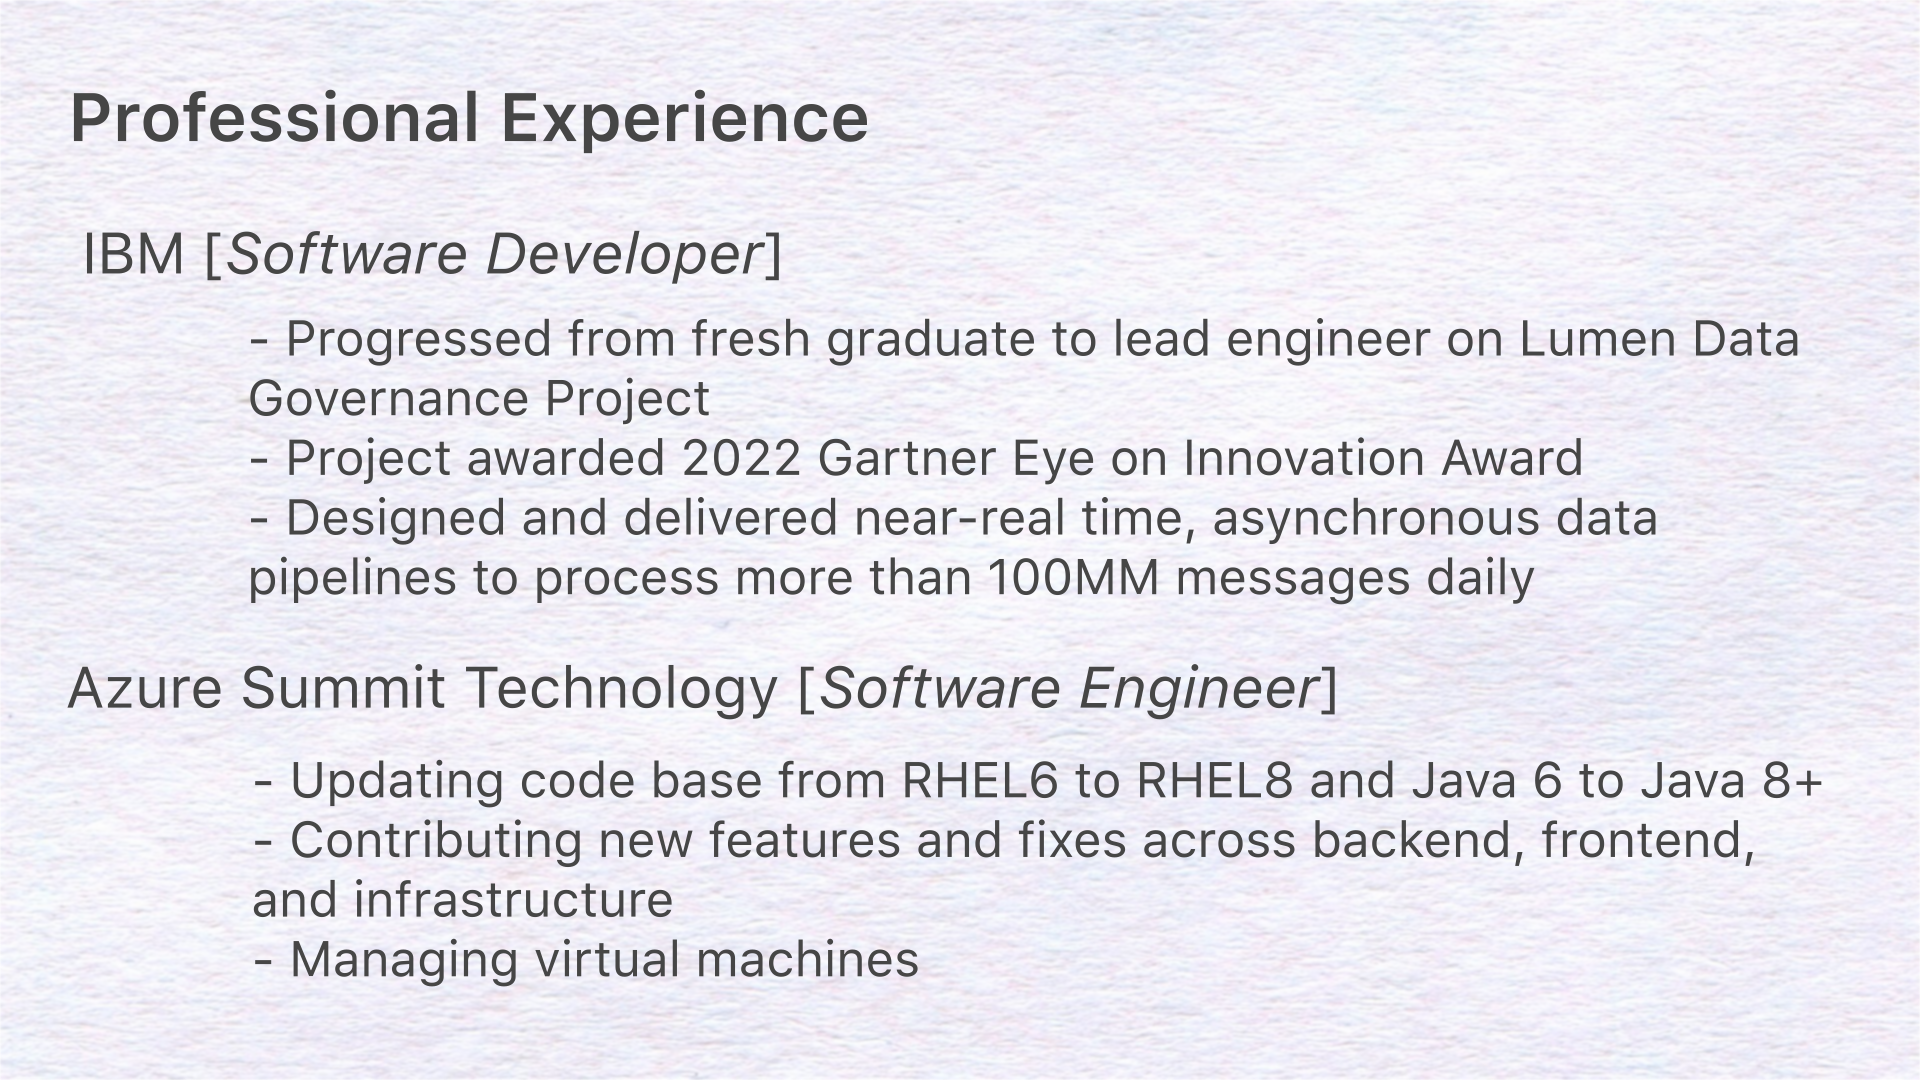 Professional Experience
IBM [Software Developer]
- Progressed from fresh graduate to lead engineer on Lumen Data
Governance Project
- Project awarded 2022 Gartner Eye on Innovation Award
- Designed and delivered near-real time, asynchronous data
pipelines to process more than 100MM messages daily
Azure Summit Technology [Software Engineer]
- Updating code base from RHEL6 to RHEL8 and Java 6 to Java 8+
- Contributing new features and fixes across backend, frontend,
and infrastructure
- Managing virtual machines